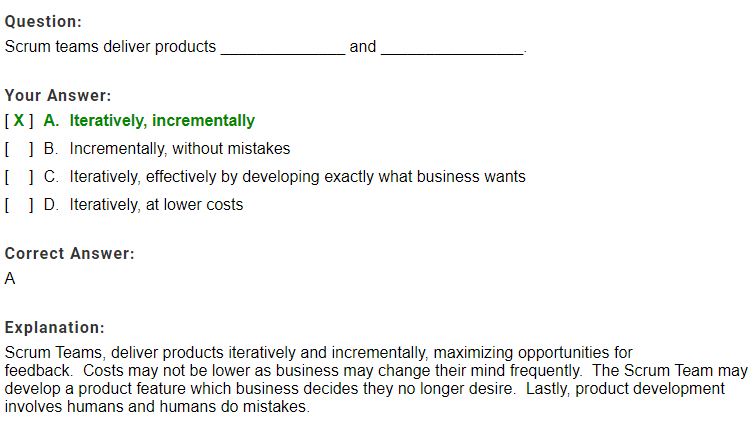 Question:
Scrum teams deliver products ______________ and ________________.
Your Answer:
[ X ] A. Iteratively, incrementally
[ ] B. Incrementally, without mistakes
[ ] C. Iteratively, effectively by developing exactly what business wants
[ ] D. Iteratively, at lower costs
Correct Answer:
A
Explanation:
Scrum Teams, deliver products iteratively and incrementally, maximizing opportunities for
feedback. Costs may not be lower as business may change their mind frequently. The Scrum Team may
develop a product feature which business decides they no longer desire. Lastly, product development
involves humans and humans do mistakes.